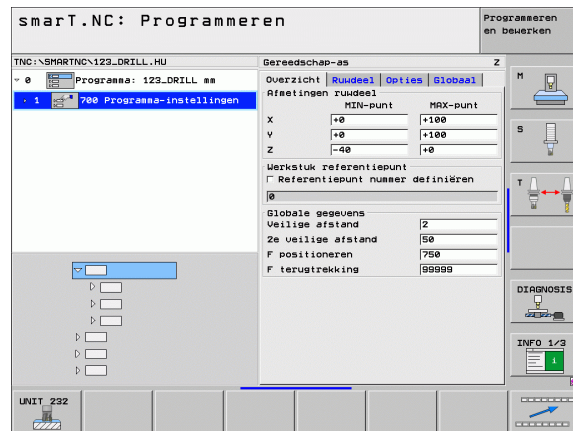 smarT.NC: Programmeren
Programmeren
en bewerken
TNC:\SMARTNC\123_DRILL.HU
Gereedschap-as Z
0 Programma: 123_DRILL mm
1 700 Programma-instellingen
Overzicht Ruwdeel Opties Globaal
Afmetingen ruwdeel
MIN-punt MAX-punt
X +0 +100
Y +0 +100
Z -40 +0
Werkstuk referentiepunt
Referentiepunt nummer definiëren
0
Globale gegevens
Veilige afstand 2
2e veilige afstand 50
F positioneren 750
F terugtrekking 99999
M
S
T
DIAGNOSIS
INFO 1/3
i
UNIT 232